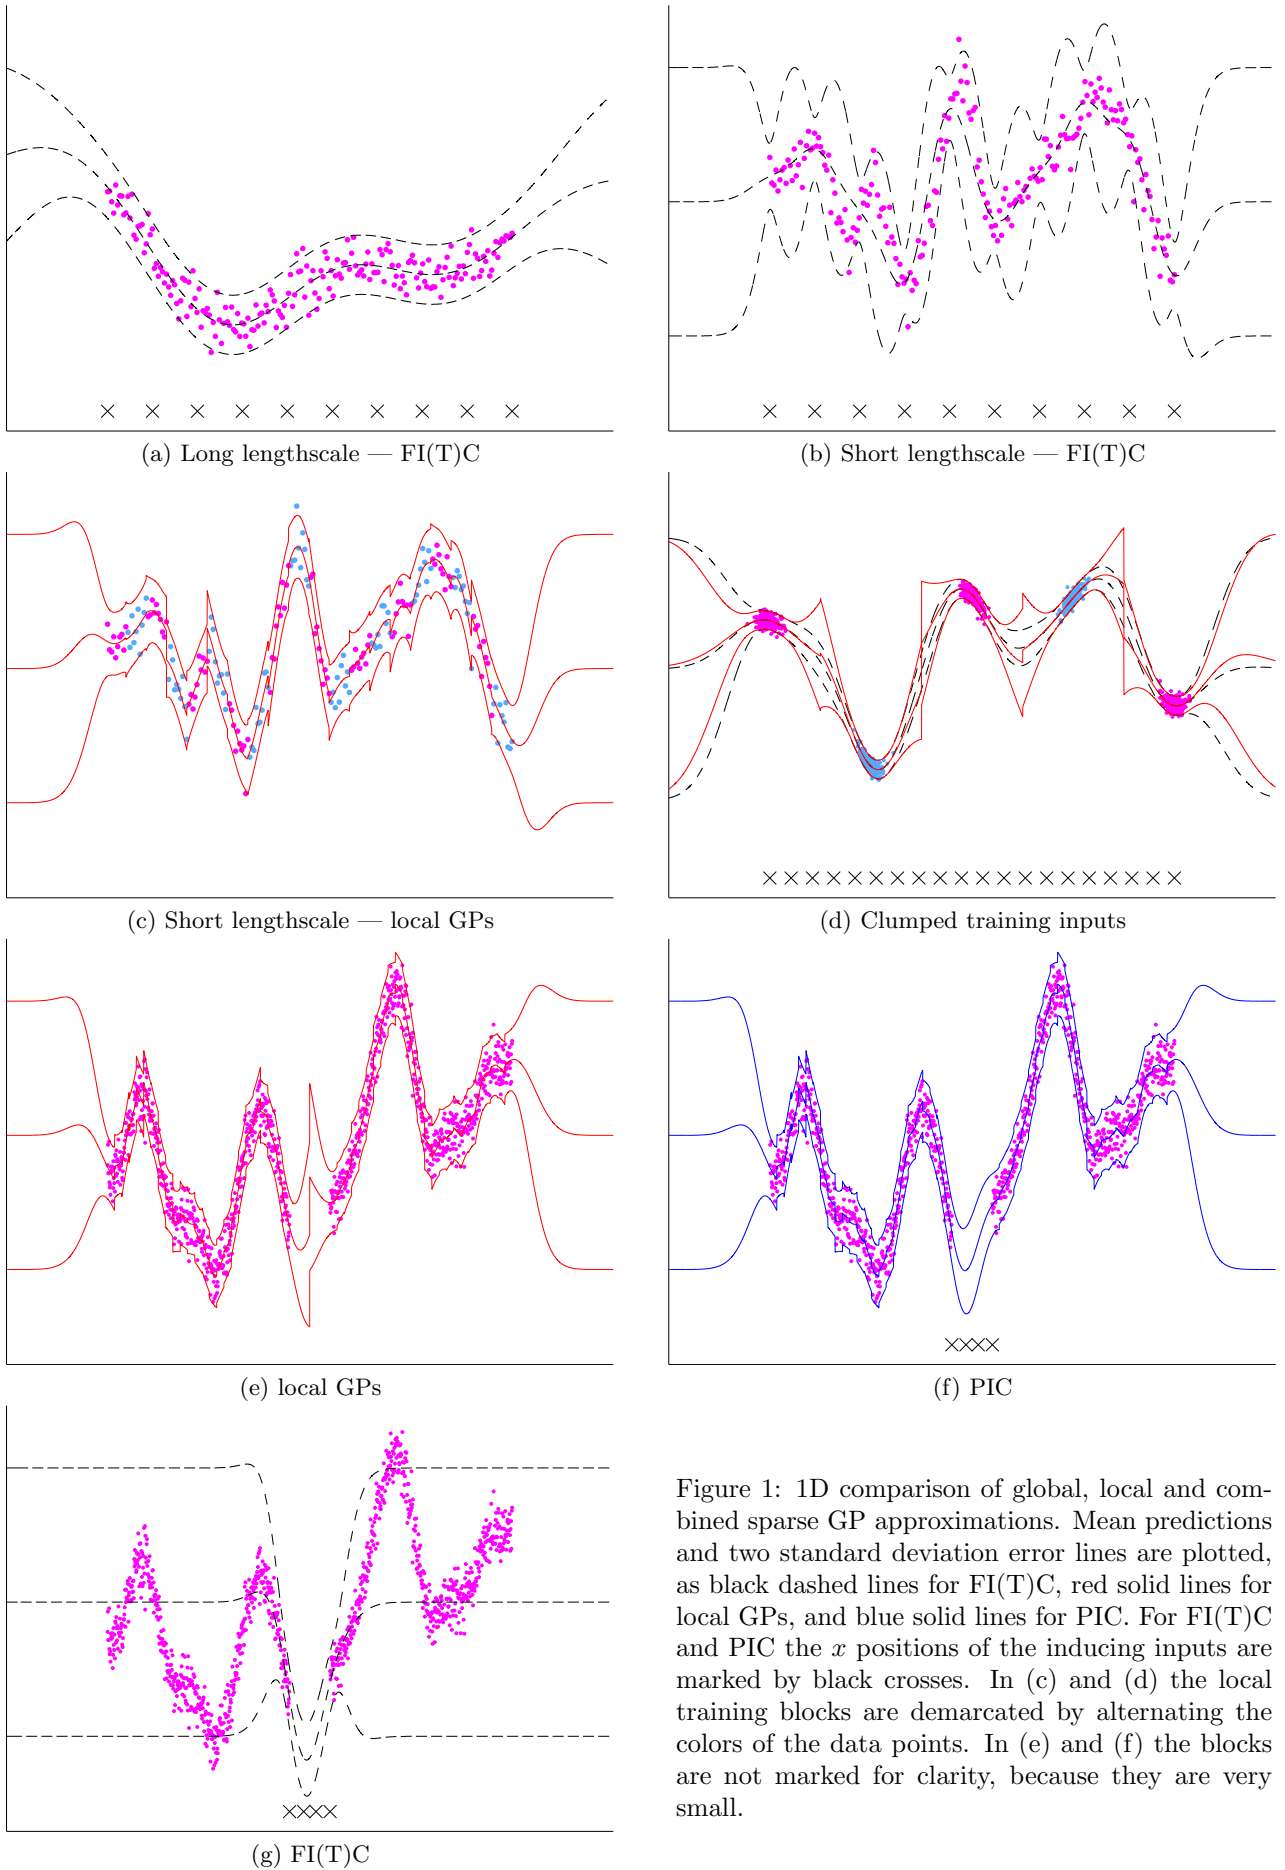 (a) Long lengthscale — FI(T)C
(b) Short lengthscale — FI(T)C
(c) Short lengthscale — local GPs
(d) Clumped training inputs
(e) local GPs
(f) PIC
(g) FI(T)C
Figure 1: 1D comparison of global, local and com-
bined sparse GP approximations. Mean predictions
and two standard deviation error lines are plotted,
as black dashed lines for FI(T)C, red solid lines for
local GPs, and blue solid lines for PIC. For FI(T)C
and PIC the x positions of the inducing inputs are
marked by black crosses. In (c) and (d) the local
training blocks are demarcated by alternating the
colors of the data points. In (e) and (f) the blocks
are not marked for clarity, because they are very
small.